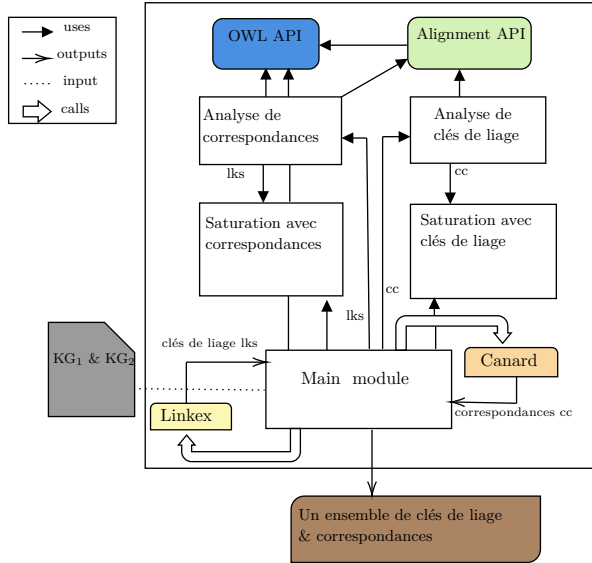 uses
outputs
input
calls
OWL API
Alignment API
Analyse de
correspondances
Analyse de
clés de liage
lks
cc
Saturation avec
correspondances
Saturation avec
clés de liage
cc
lks
clés de liage lks
KG₁ & KG₂
Main module
Canard
Linkex
correspondances cc
Un ensemble de clés de liage
& correspondances